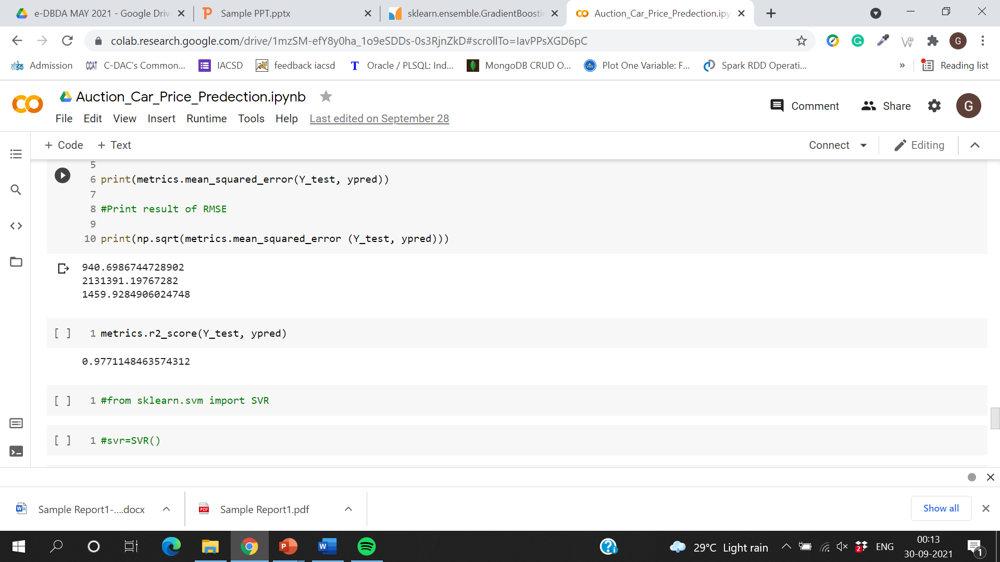 e-DBDA MAY 2021 - Google Drive
Sample PPT.pptx
sklearn.ensemble.GradientBoosti
Auction_Car_Price_Predection.ipy
colab.research.google.com/drive/1mzSM-efY8y0ha_1o9eSDDs-0s3RjnZkD#scrollTo=IavPPsXGD6pC
G
Admission
CCAT C-DAC's Common...
IACSD
feedback iacsd
T Oracle / PLSQL: Ind...
MongoDB CRUD O...
Plot One Variable: F...
Spark RDD Operati...
»
Reading list
Auction_Car_Price_Predection.ipynb
Comment
Share
G
File Edit View Insert Runtime Tools Help Last edited on September 28
+ Code + Text
Connect
Editing
5
6 print(metrics.mean_squared_error(Y_test, ypred))
7
8 #Print result of RMSE
9
10 print(np.sqrt(metrics.mean_squared_error (Y_test, ypred)))
940.6986744728902
2131391.19767282
1459.9284906024748
[ ] 1 metrics.r2_score(Y_test, ypred)
0.9771148463574312
[ ] 1 #from sklearn.svm import SVR
[ ] 1 #svr=SVR()
Sample Report1-....docx
PDF Sample Report1.pdf
Show all
29°C Light rain
2
ENG
00:13
30-09-2021
1